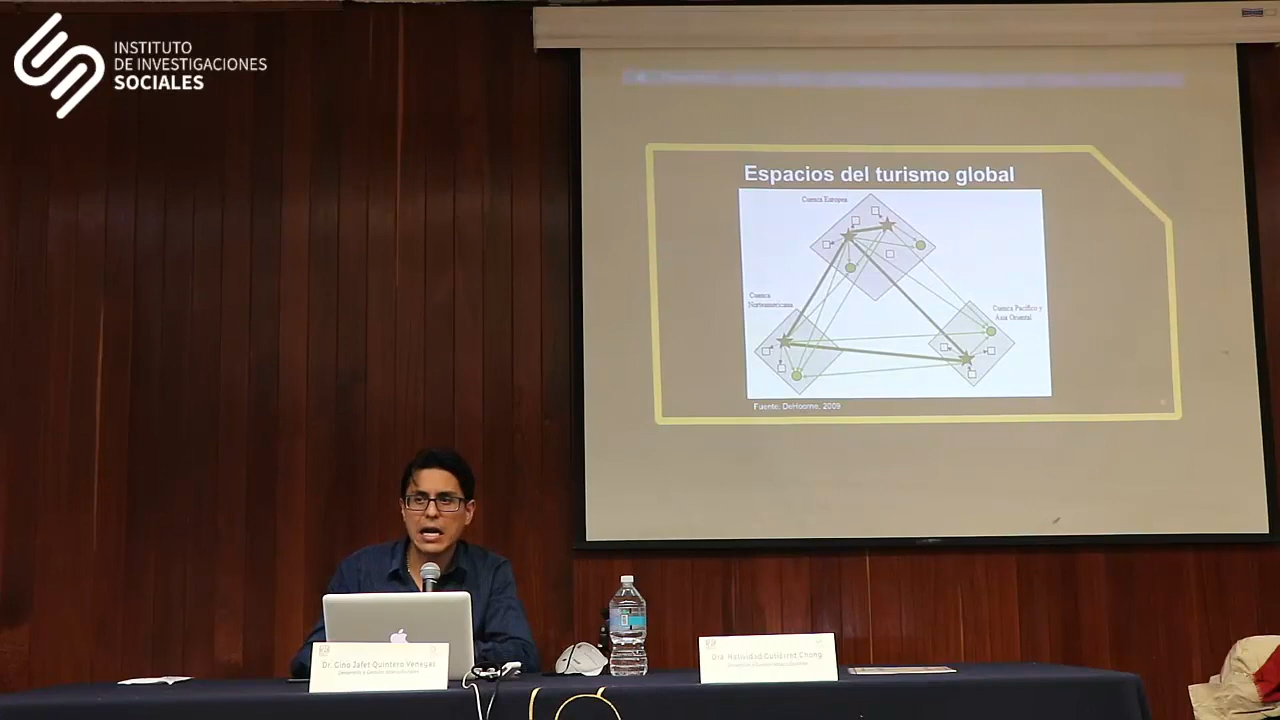 INSTITUTO
DE INVESTIGACIONES
SOCIALES
Espacios del turismo global
Cuenca Europea
Cuenca
Norteamericana
Cuenca Pacífico y
Asia Oriental
Fuente: DeHoorne, 2009
Dr. Gino Jafet Quintero Venegas
Dra. Natividad Gutiérrez Chong